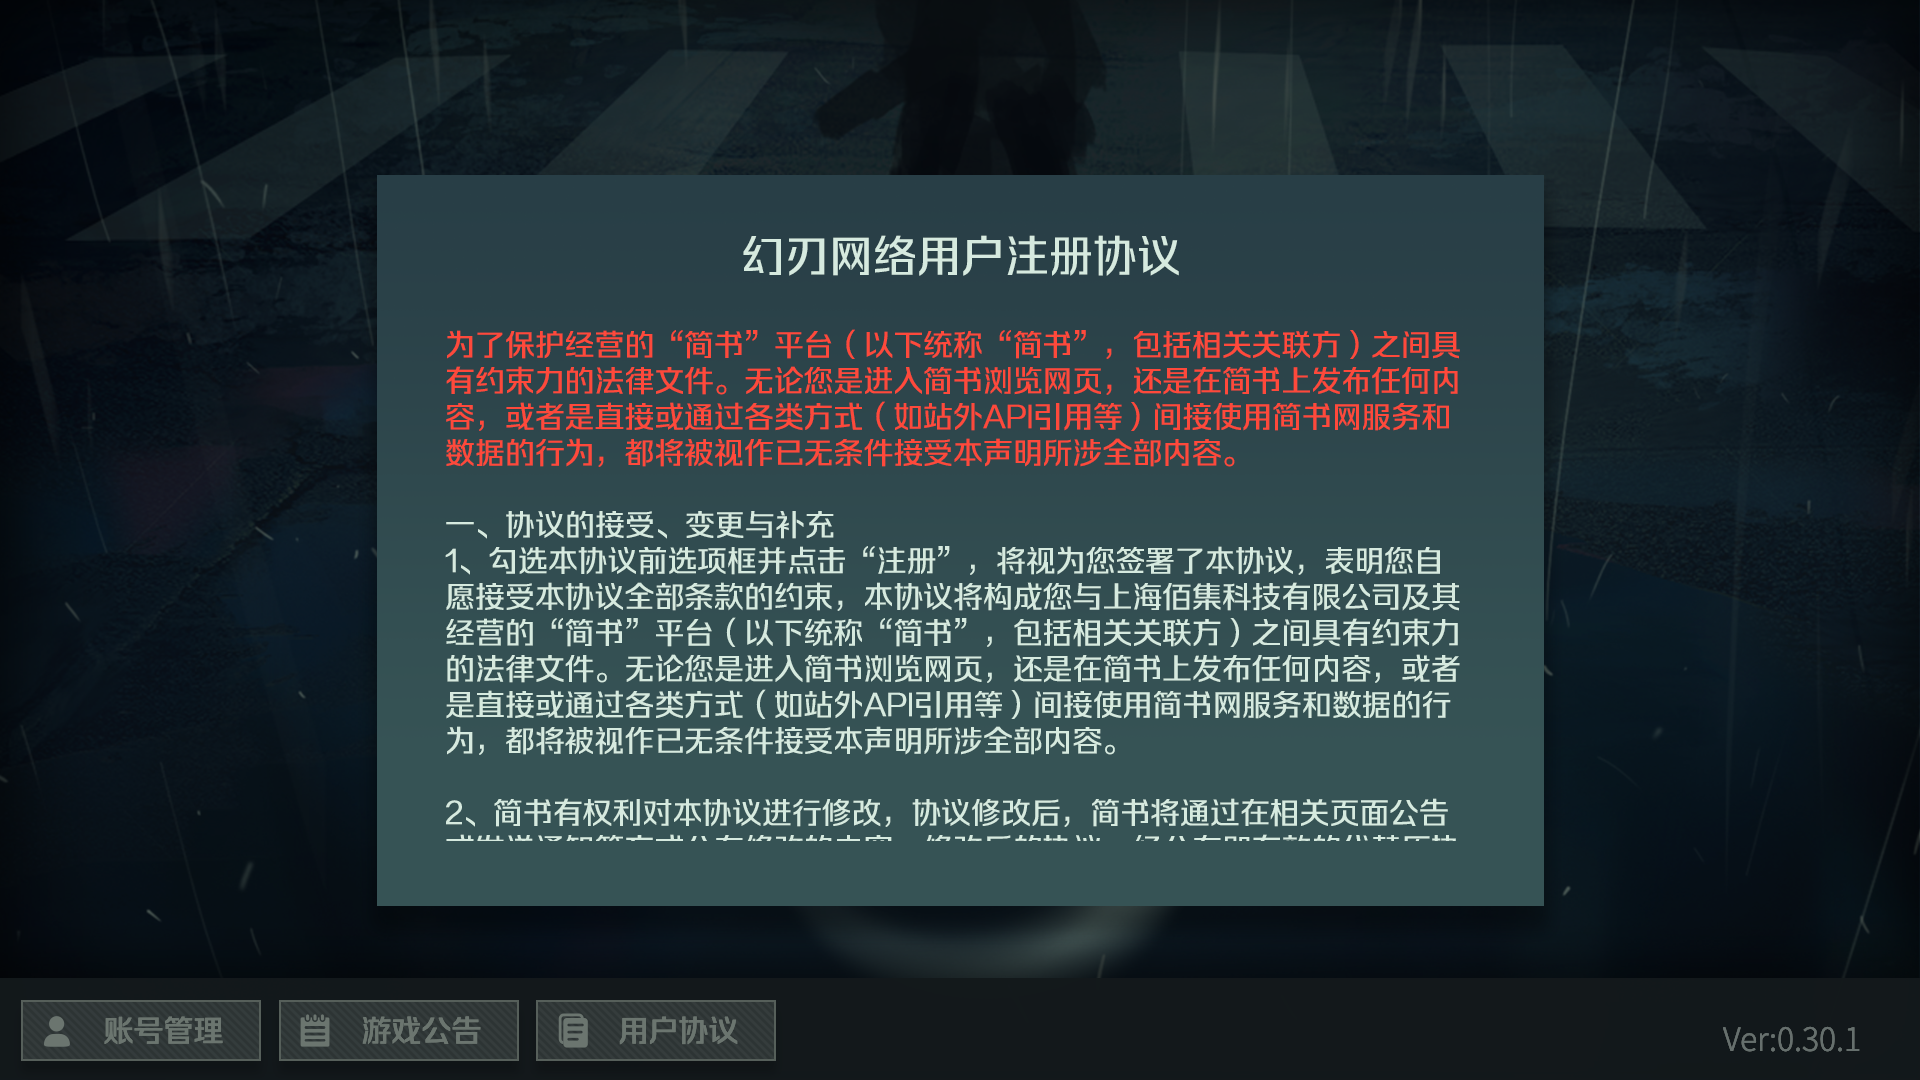 幻刃网络用户注册协议
为了保护经营的“简书”平台（以下统称“简书”，包括相关关联方）之间具
有约束力的法律文件。无论您是进入简书浏览网页，还是在简书上发布任何内
容，或者是直接或通过各类方式（如站外API引用等）间接使用简书网服务和
数据的行为，都将被视作已无条件接受本声明所涉全部内容。
一、协议的接受、变更与补充
1、勾选本协议前选项框并点击“注册”，将视为您签署了本协议，表明您自
愿接受本协议全部条款的约束，本协议将构成您与上海佰集科技有限公司及其
经营的“简书”平台（以下统称“简书”，包括相关关联方）之间具有约束力
的法律文件。无论您是进入简书浏览网页，还是在简书上发布任何内容，或者
是直接或通过各类方式（如站外API引用等）间接使用简书网服务和数据的行
为，都将被视作已无条件接受本声明所涉全部内容。
2、简书有权利对本协议进行修改，协议修改后，简书将通过在相关页面公告
账号管理
游戏公告
用户协议
Ver:0.30.1